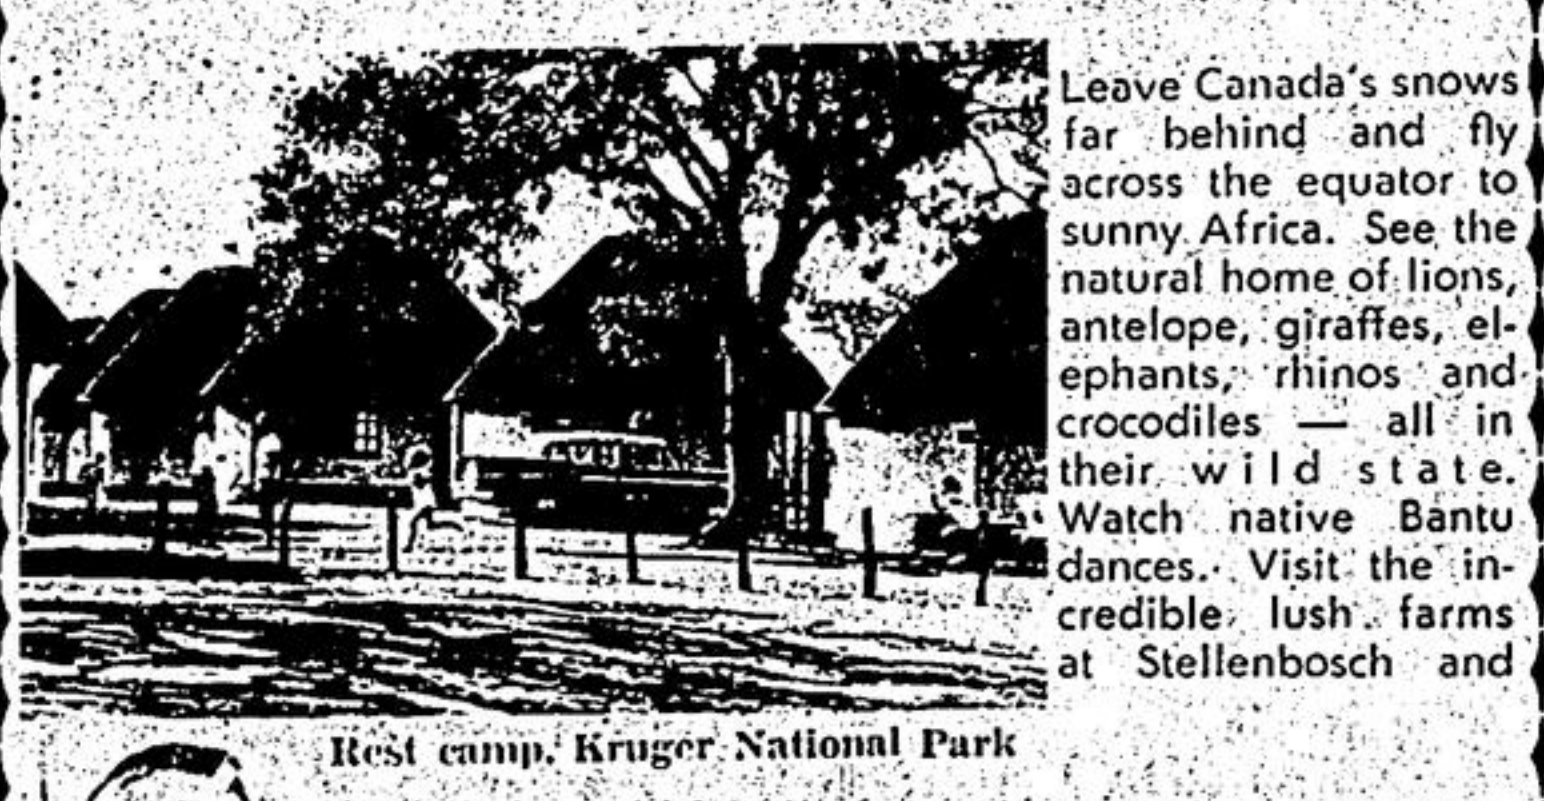 Leave Canada's snows
far behind and fly
across the equator to
sunny Africa. See the
natural home of lions,
antelope, giraffes, el-
ephants, rhinos and
crocodiles — all in
their wild state.
Watch native Bantu
dances. Visit the in-
credible lush farms
at Stellenbosch and
Rest camp, Kruger National Park